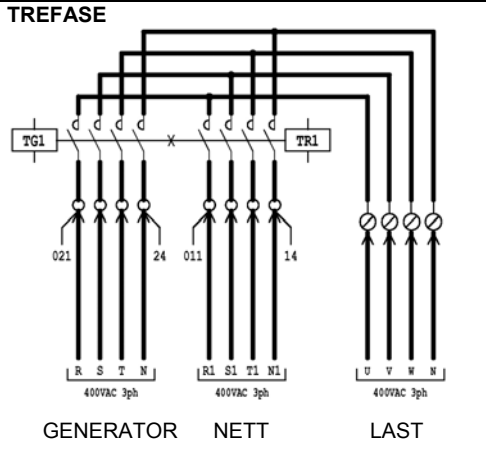 TREFASE
TG1 X TR1
021 24 011 14
R S T N R1 S1 T1 N1 U V W N
400VAC 3ph 400VAC 3ph 400VAC 3ph
GENERATOR NETT LAST